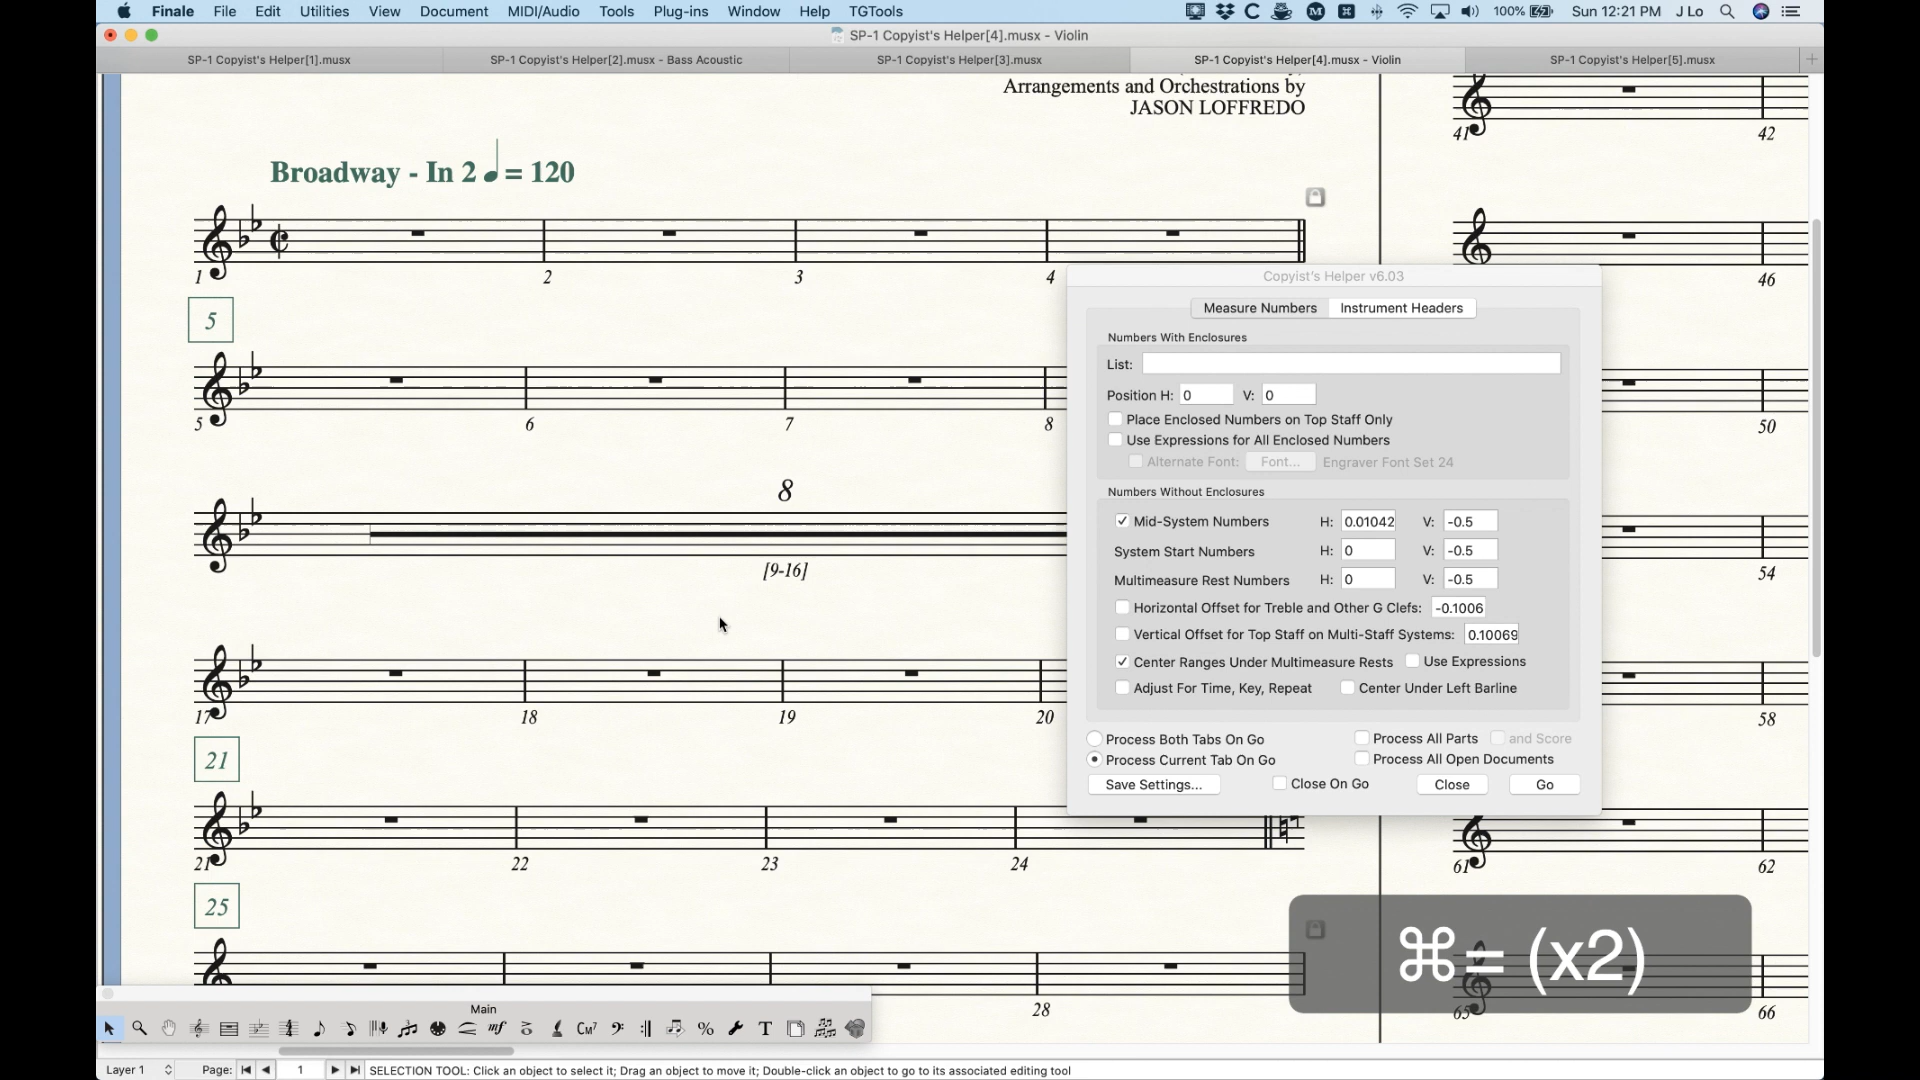 Finale File Edit Utilities View Document MIDI/Audio Tools Plug-ins Window Help TGTools 100% Sun 12:21 PM J Lo
SP-1 Copyist's Helper[4].musx - Violin
SP-1 Copyist's Helper[1].musx SP-1 Copyist's Helper[2].musx - Bass Acoustic SP-1 Copyist's Helper[3].musx SP-1 Copyist's Helper[4].musx - Violin SP-1 Copyist's Helper[5].musx
Arrangements and Orchestrations by
JASON LOFFREDO
Broadway - In 2 = 120
1 2 3 4
5
5 6 7 8
8
[9-16]
17 18 19 20
21
21 22 23 24
25
28
41 42
46
50
54
58
61 62
65 66
Copyist's Helper v6.03
Measure Numbers Instrument Headers
Numbers With Enclosures
List:
Position H: 0 V: 0
Place Enclosed Numbers on Top Staff Only
Use Expressions for All Enclosed Numbers
Alternate Font: Font... Engraver Font Set 24
Numbers Without Enclosures
Mid-System Numbers H: 0.01042 V: -0.5
System Start Numbers H: 0 V: -0.5
Multimeasure Rest Numbers H: 0 V: -0.5
Horizontal Offset for Treble and Other G Clefs: -0.1006
Vertical Offset for Top Staff on Multi-Staff Systems: 0.10069
Center Ranges Under Multimeasure Rests Use Expressions
Adjust For Time, Key, Repeat Center Under Left Barline
Process Both Tabs On Go Process All Parts and Score
Process Current Tab On Go Process All Open Documents
Save Settings... Close On Go Close Go
⌘= (x2)
Main
Layer 1 Page: 1 SELECTION TOOL: Click an object to select it; Drag an object to move it; Double-click an object to go to its associated editing tool